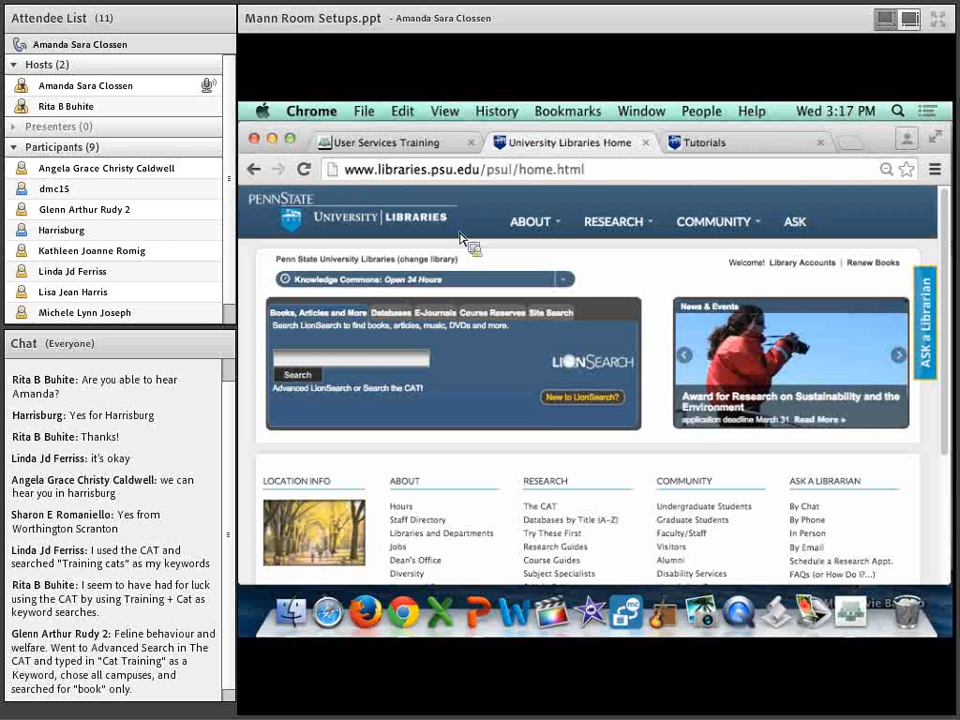 Attendee List (11)
Amanda Sara Clossen
Hosts (2)
Amanda Sara Clossen
Rita B Buhite
Presenters (0)
Participants (9)
Angela Grace Christy Caldwell
dmc15
Glenn Arthur Rudy 2
Harrisburg
Kathleen Joanne Romig
Linda Jd Ferriss
Lisa Jean Harris
Michele Lynn Joseph
Chat (Everyone)
Rita B Buhite: Are you able to hear
Amanda?
Harrisburg: Yes for Harrisburg
Rita B Buhite: Thanks!
Linda Jd Ferriss: it's okay
Angela Grace Christy Caldwell: we can
hear you in harrisburg
Sharon E Romaniello: Yes from
Worthington Scranton
Linda Jd Ferriss: I used the CAT and
searched "Training cats" as my keywords
Rita B Buhite: I seem to have had for luck
using the CAT by using Training + Cat as
keyword searches.
Glenn Arthur Rudy 2: Feline behaviour and
welfare. Went to Advanced Search in The
CAT and typed in "Cat Training" as a
Keyword, chose all campuses, and
searched for "book" only.
Mann Room Setups.ppt - Amanda Sara Clossen
Chrome File Edit View History Bookmarks Window People Help Wed 3:17 PM
User Services Training University Libraries Home Tutorials
www.libraries.psu.edu/psul/home.html
PENNSTATE
UNIVERSITY LIBRARIES
ABOUT RESEARCH COMMUNITY ASK
Penn State University Libraries (change library)
Welcome! Library Accounts | Renew Books
Knowledge Commons: Open 24 Hours
Books, Articles and More Databases E-Journals Course Reserves Site Search
Search LionSearch to find books, articles, music, DVDs and more.
LIONSEARCH
Search
Advanced LionSearch or Search the CAT!
New to LionSearch?
News & Events
Award for Research on Sustainability and the
Environment
application deadline March 31 Read More »
ASK a Librarian
LOCATION INFO
ABOUT
Hours
Staff Directory
Libraries and Departments
Jobs
Dean's Office
Diversity
RESEARCH
The CAT
Databases by Title (A-Z)
Try These First
Research Guides
Course Guides
Subject Specialists
COMMUNITY
Undergraduate Students
Graduate Students
Faculty/Staff
Visitors
Alumni
Disability Services
ASK A LIBRARIAN
By Chat
By Phone
In Person
By Email
Schedule a Research Appt.
FAQs (or How Do I?...)